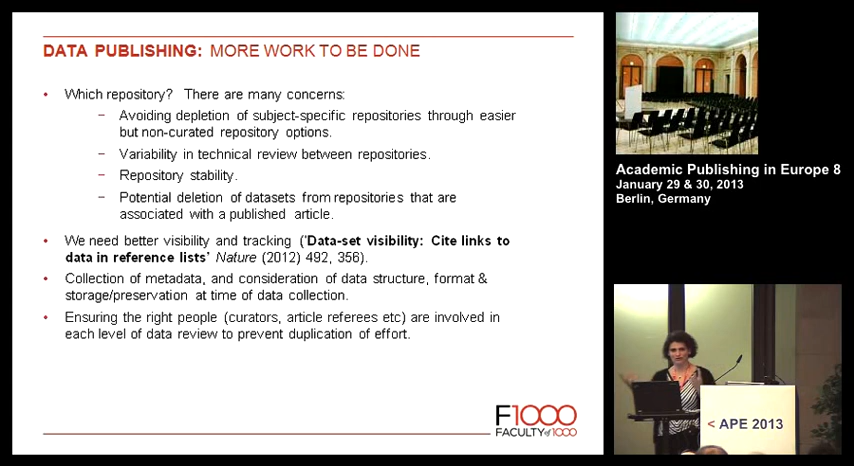 DATA PUBLISHING: MORE WORK TO BE DONE
• Which repository? There are many concerns:
– Avoiding depletion of subject-specific repositories through easier
but non-curated repository options.
– Variability in technical review between repositories.
– Repository stability.
– Potential deletion of datasets from repositories that are
associated with a published article.
• We need better visibility and tracking ('Data-set visibility: Cite links to
data in reference lists' Nature (2012) 492, 356).
• Collection of metadata, and consideration of data structure, format &
storage/preservation at time of data collection.
• Ensuring the right people (curators, article referees etc) are involved in
each level of data review to prevent duplication of effort.
F1000
FACULTY of 1000
Academic Publishing in Europe 8
January 29 & 30, 2013
Berlin, Germany
< APE 2013